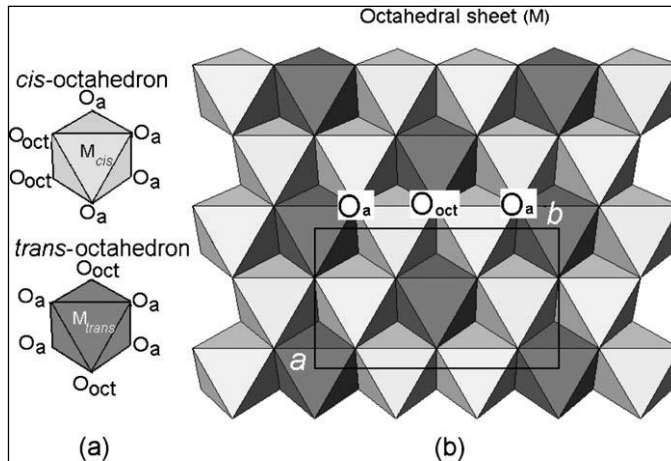 Octahedral sheet (M)
cis-octahedron
Oa
Ooct Oa
Mcis
Ooct Oa
Oa
trans-octahedron
Ooct
Oa Oa
Mtrans
Oa Oa
Ooct
Oa Ooct Oa
b
a
(a) (b)